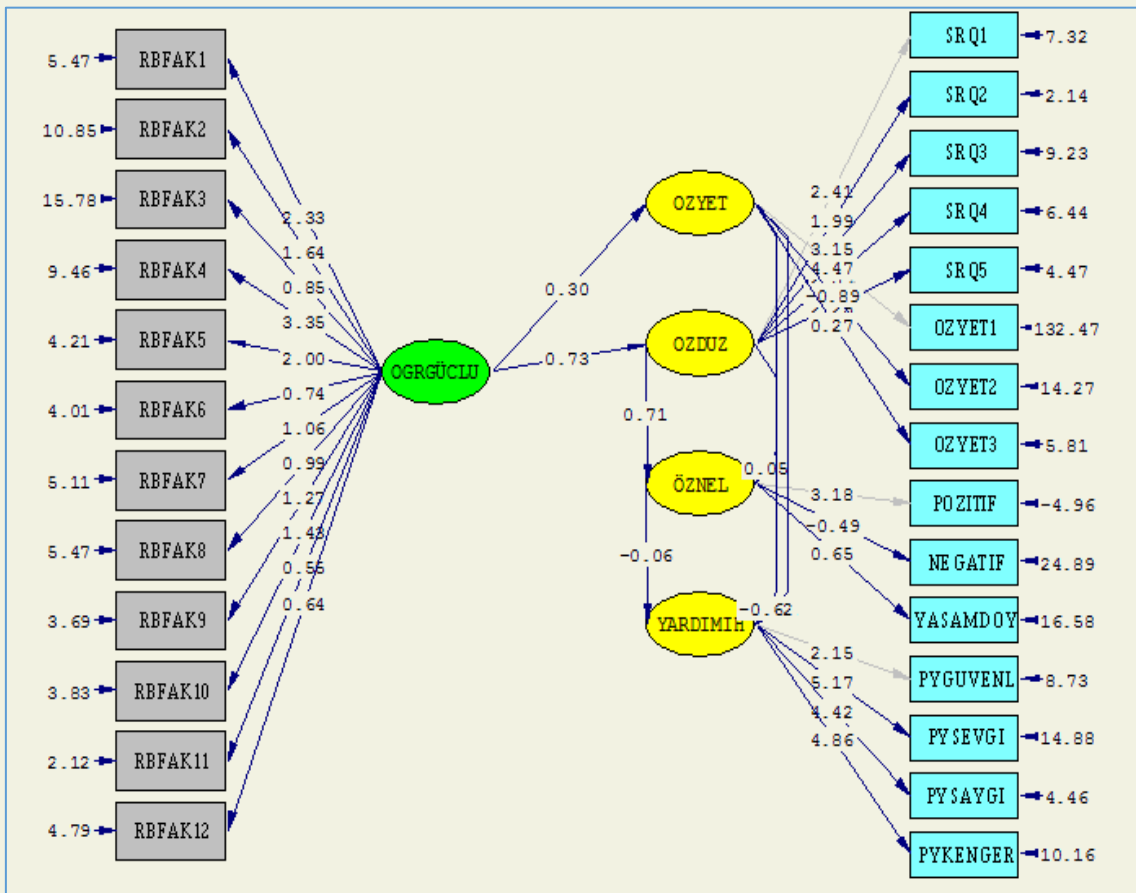 5.47 RBFAK1
10.85 RBFAK2
15.78 RBFAK3
9.46 RBFAK4
4.21 RBFAK5
4.01 RBFAK6
5.11 RBFAK7
5.47 RBFAK8
3.69 RBFAK9
3.83 RBFAK10
2.12 RBFAK11
4.79 RBFAK12
2.33
1.64
0.85
3.35
2.00
0.74
1.06
0.99
1.27
1.43
0.55
0.64
OGRGÜCLU
0.30
0.73
OZYET
OZDUZ
0.71
ÖZNEL
-0.06
YARDIMIH
0.05
-0.62
2.41
1.99
3.15
4.47
-0.89
0.27
3.18
-0.49
0.65
2.15
5.17
4.42
4.86
SRQ1 7.32
SRQ2 2.14
SRQ3 9.23
SRQ4 6.44
SRQ5 4.47
OZYET1 132.47
OZYET2 14.27
OZYET3 5.81
POZITIF -4.96
NEGATIF 24.89
YASAMDOY 16.58
PYGUVENL 8.73
PYSEVGI 14.88
PYSAYGI 4.46
PYKENGER 10.16